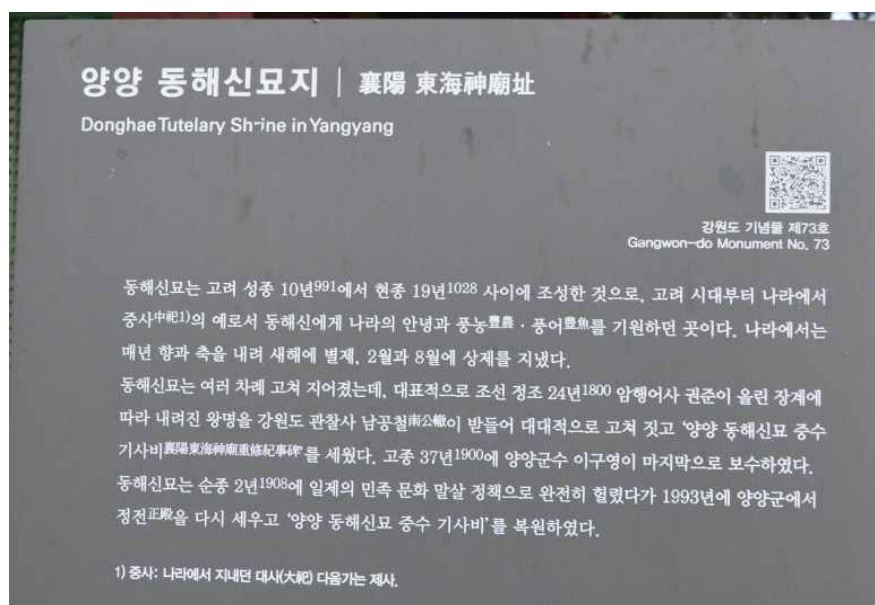 양양 동해신묘지 | 襄陽 東海神廟址
Donghae Tutelary Shrine in Yangyang
강원도 기념물 제73호
Gangwon-do Monument No. 73
동해신묘는 고려 성종 10년991에서 현종 19년1028 사이에 조성한 것으로, 고려 시대부터 나라에서
중사中祀1)의 예로서 동해신에게 나라의 안녕과 풍농豐農 · 풍어豊魚를 기원하던 곳이다. 나라에서는
매년 향과 축을 내려 새해에 별제, 2월과 8월에 상제를 지냈다.
동해신묘는 여러 차례 고쳐 지어졌는데, 대표적으로 조선 정조 24년1800 암행어사 권준이 올린 장계에
따라 내려진 왕명을 강원도 관찰사 남공철南公轍이 받들어 대대적으로 고쳐 짓고 ‘양양 동해신묘 중수
기사비襄陽東海神廟重修紀事碑’를 세웠다. 고종 37년1900에 양양군수 이구영이 마지막으로 보수하였다.
동해신묘는 순종 2년1908에 일제의 민족 문화 말살 정책으로 완전히 헐렸다가 1993년에 양양군에서
정전正殿을 다시 세우고 ‘양양 동해신묘 중수 기사비’를 복원하였다.
1) 중사: 나라에서 지내던 대사(大祀) 다음가는 제사.